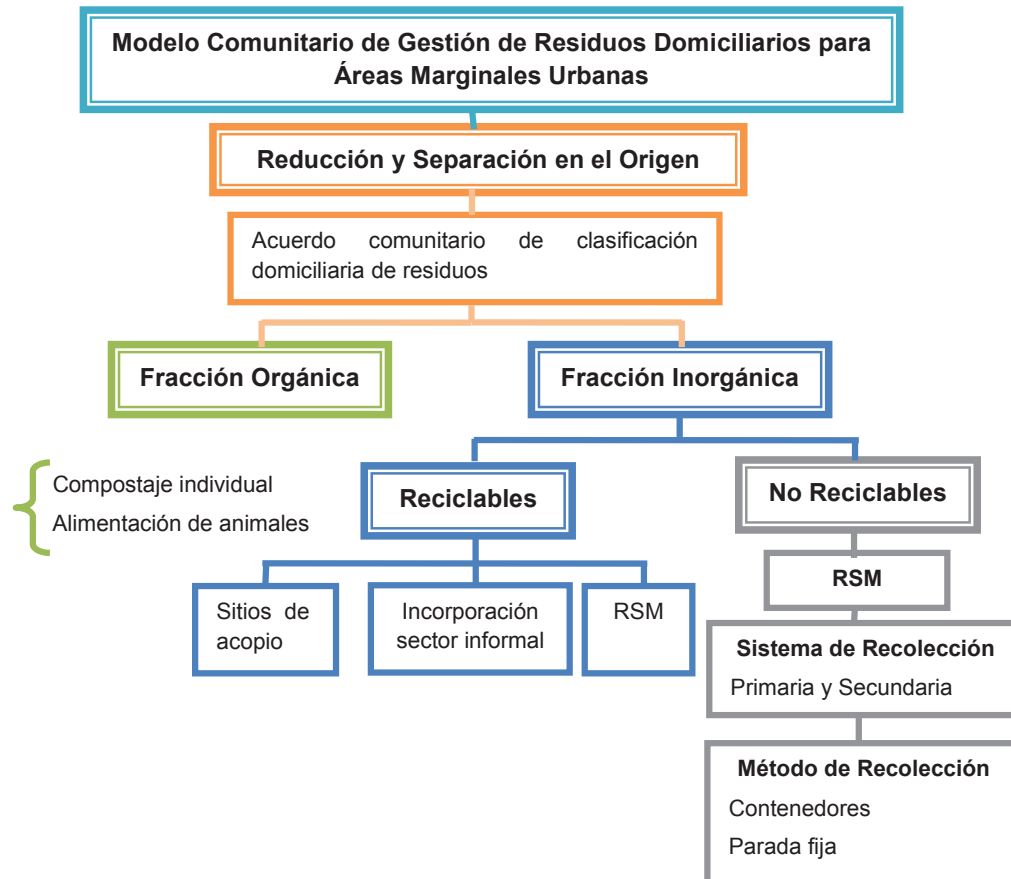 Modelo Comunitario de Gestión de Residuos Domiciliarios para
Áreas Marginales Urbanas
Reducción y Separación en el Origen
Acuerdo comunitario de clasificación
domiciliaria de residuos
Fracción Orgánica
Fracción Inorgánica
Compostaje individual
Alimentación de animales
Reciclables
No Reciclables
Sitios de
acopio
Incorporación
sector informal
RSM
RSM
Sistema de Recolección
Primaria y Secundaria
Método de Recolección
Contenedores
Parada fija